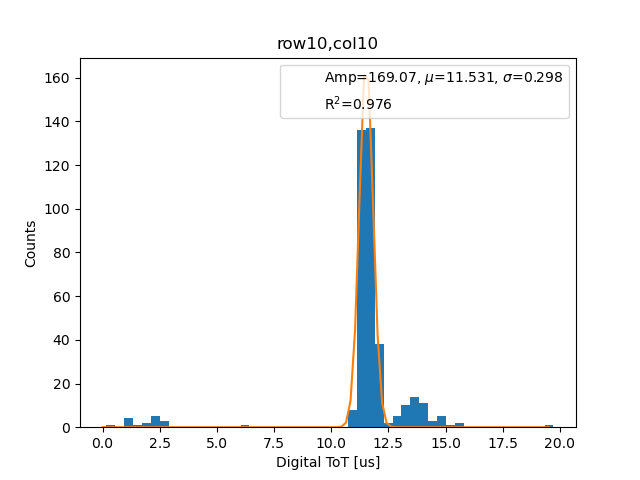 row10,col10
Amp=169.07, μ=11.531, σ=0.298
R²=0.976
160
140
120
100
80
60
40
20
0
Counts
0.0 2.5 5.0 7.5 10.0 12.5 15.0 17.5 20.0
Digital ToT [us]